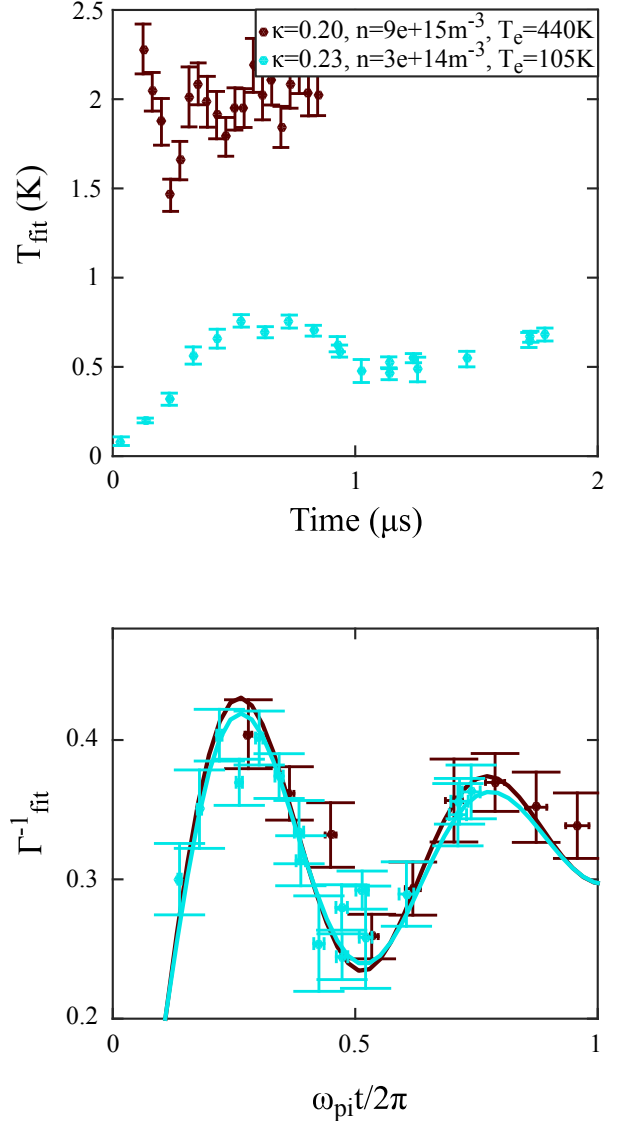 2.5
κ=0.20, n=9e+15m⁻³, Tₑ=440K
κ=0.23, n=3e+14m⁻³, Tₑ=105K
2
1.5
1
0.5
0
T_fit (K)
0 1 2
Time (μs)
0.4
0.3
0.2
Γ⁻¹_fit
0 0.5 1
ω_pi t/2π